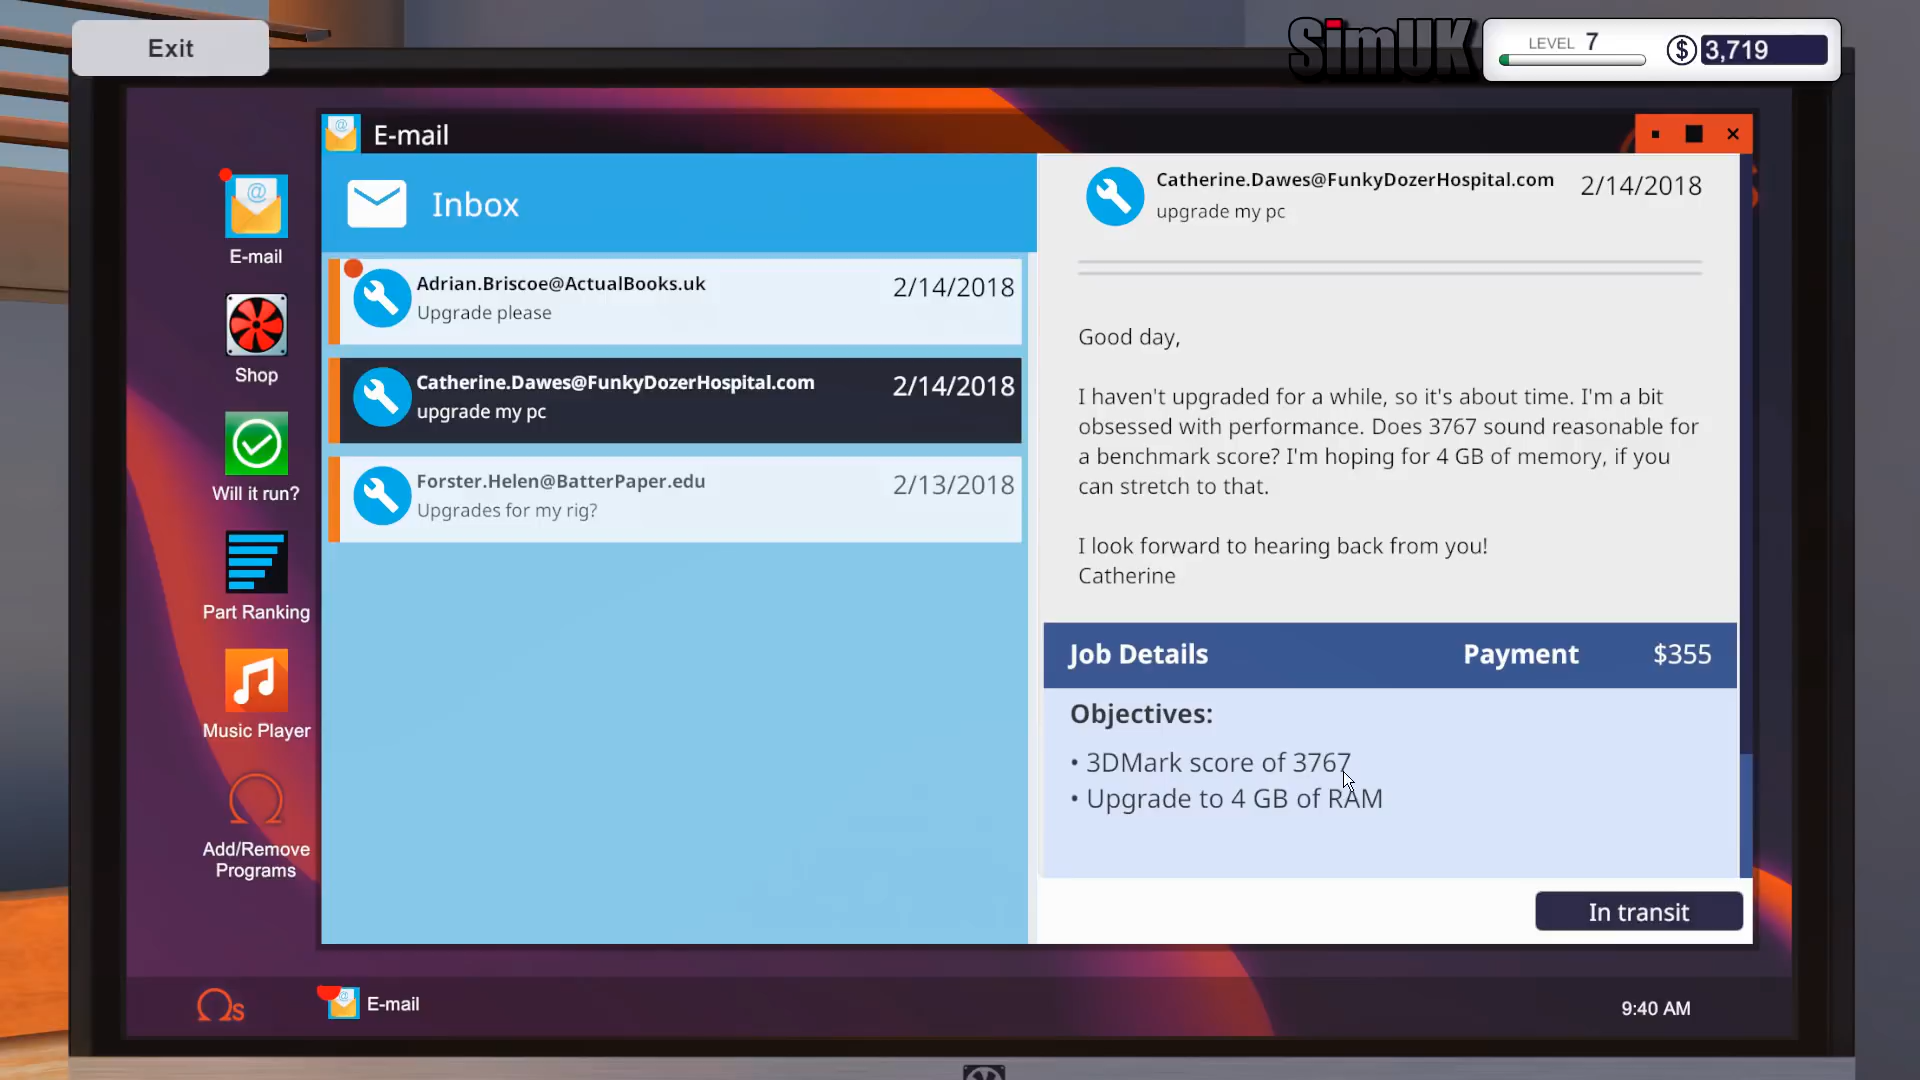 Exit
SimUK
LEVEL 7
$ 3,719
E-mail
E-mail
Shop
Will it run?
Part Ranking
Music Player
Add/Remove
Programs
Inbox
Adrian.Briscoe@ActualBooks.uk 2/14/2018
Upgrade please
Catherine.Dawes@FunkyDozerHospital.com 2/14/2018
upgrade my pc
Forster.Helen@BatterPaper.edu 2/13/2018
Upgrades for my rig?
Catherine.Dawes@FunkyDozerHospital.com 2/14/2018
upgrade my pc
Good day,
I haven't upgraded for a while, so it's about time. I'm a bit
obsessed with performance. Does 3767 sound reasonable for
a benchmark score? I'm hoping for 4 GB of memory, if you
can stretch to that.
I look forward to hearing back from you!
Catherine
Job Details Payment $355
Objectives:
• 3DMark score of 3767
• Upgrade to 4 GB of RAM
In transit
Ωs
E-mail
9:40 AM